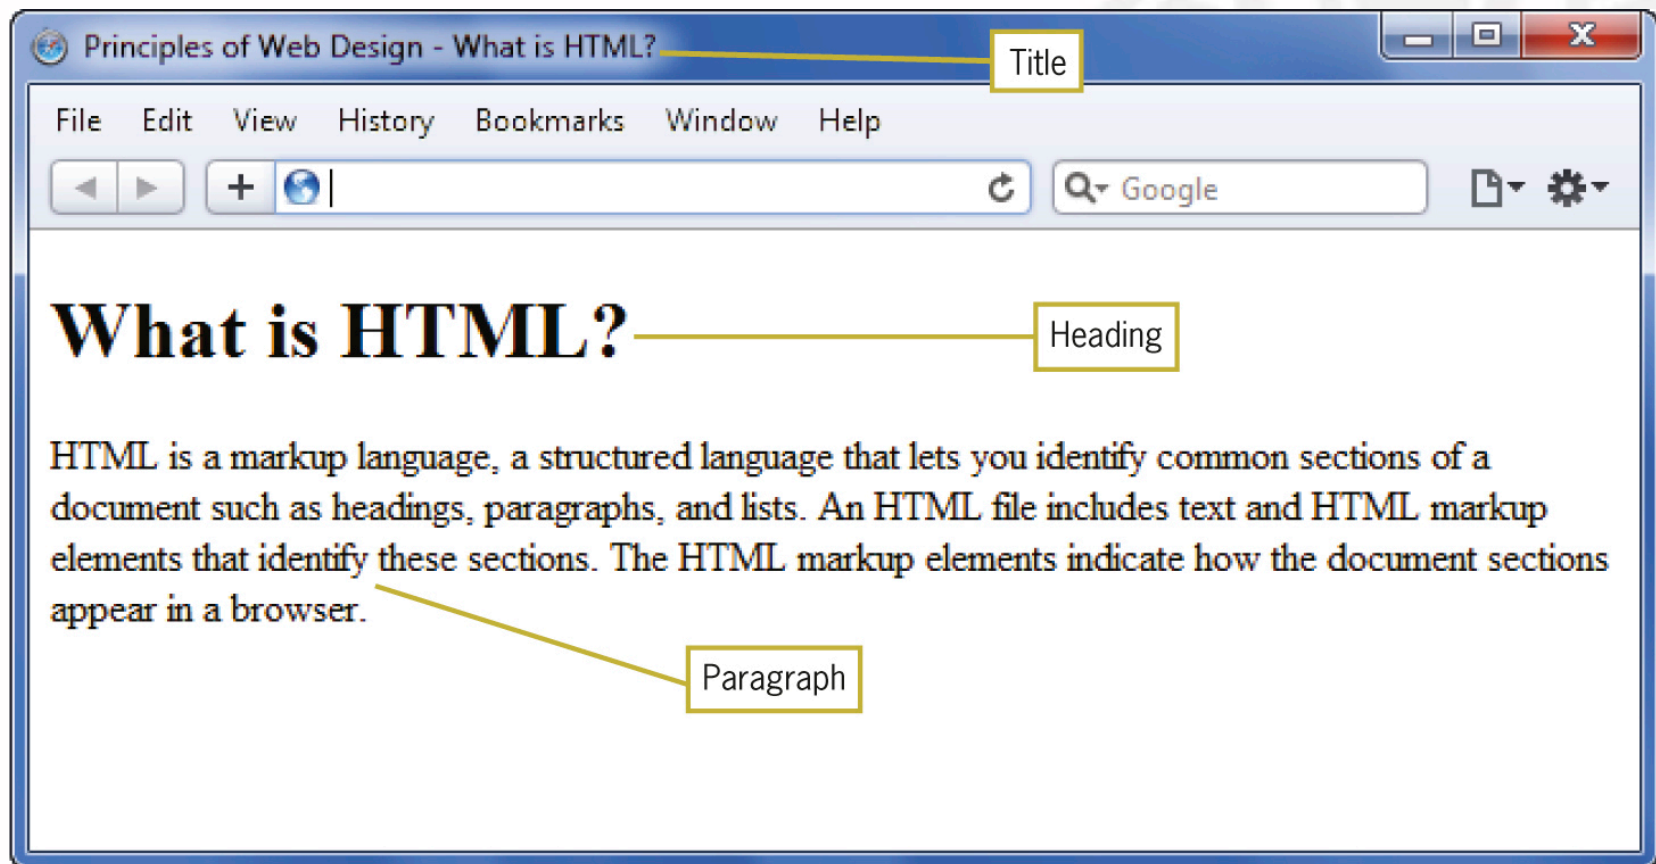 Principles of Web Design - What is HTML?
Title
File Edit View History Bookmarks Window Help
Google
What is HTML?
Heading
HTML is a markup language, a structured language that lets you identify common sections of a
document such as headings, paragraphs, and lists. An HTML file includes text and HTML markup
elements that identify these sections. The HTML markup elements indicate how the document sections
appear in a browser.
Paragraph